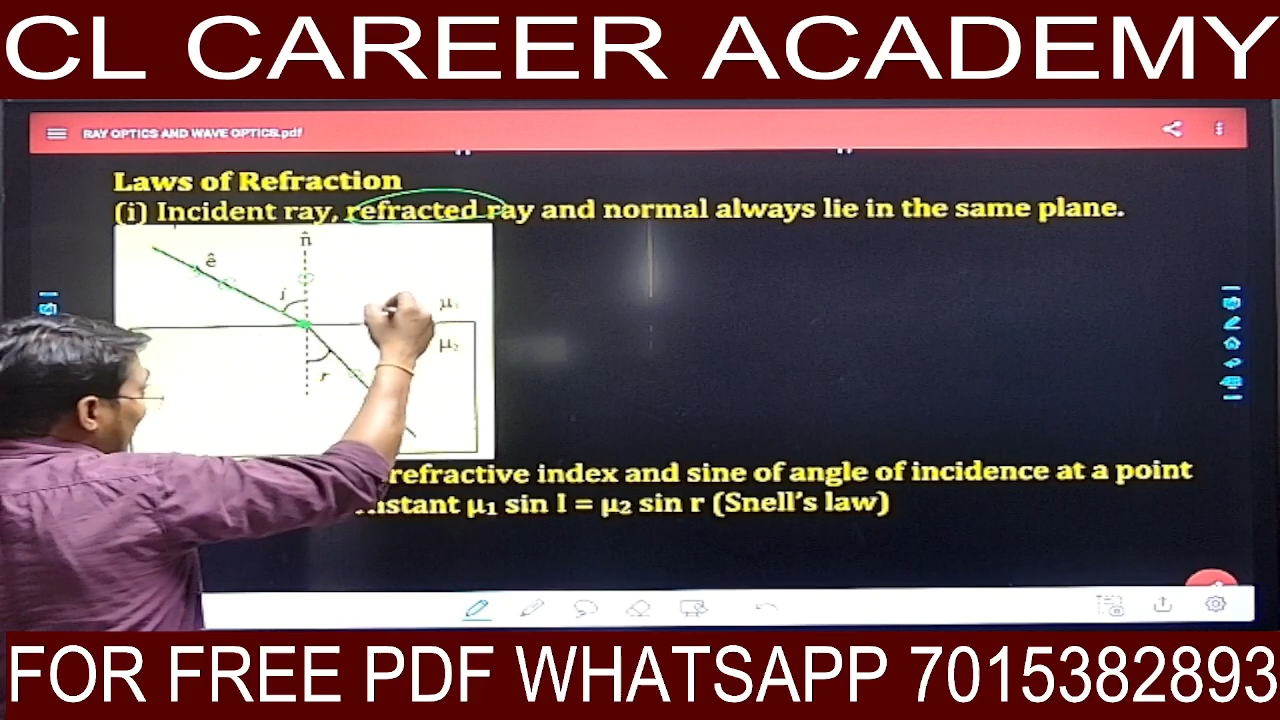 CL CAREER ACADEMY
RAY OPTICS AND WAVE OPTICS.pdf
Laws of Refraction
(i) Incident ray, refracted ray and normal always lie in the same plane.
n̂
ê
i
μ₁
μ₂
r
refractive index and sine of angle of incidence at a point
μ₁ sin I = μ₂ sin r (Snell's law)
FOR FREE PDF WHATSAPP 7015382893